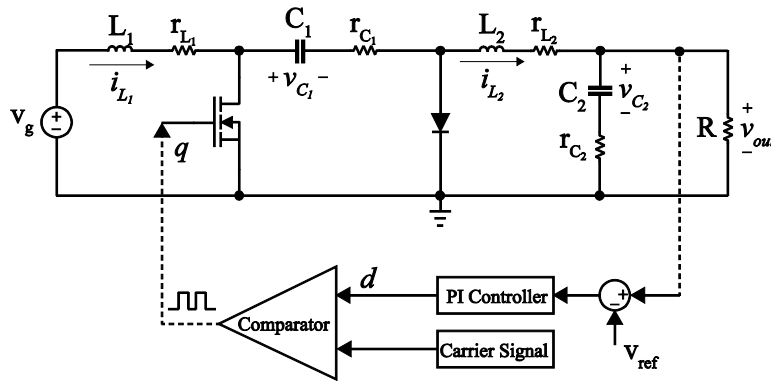 L1 rL1 C1 rC1 L2 rL2
iL1 + vC1 − iL2
vg + −
q
C2 + vC2 −
rC2
R + vout −
d
PI Controller
− +
Comparator
Carrier Signal
vref